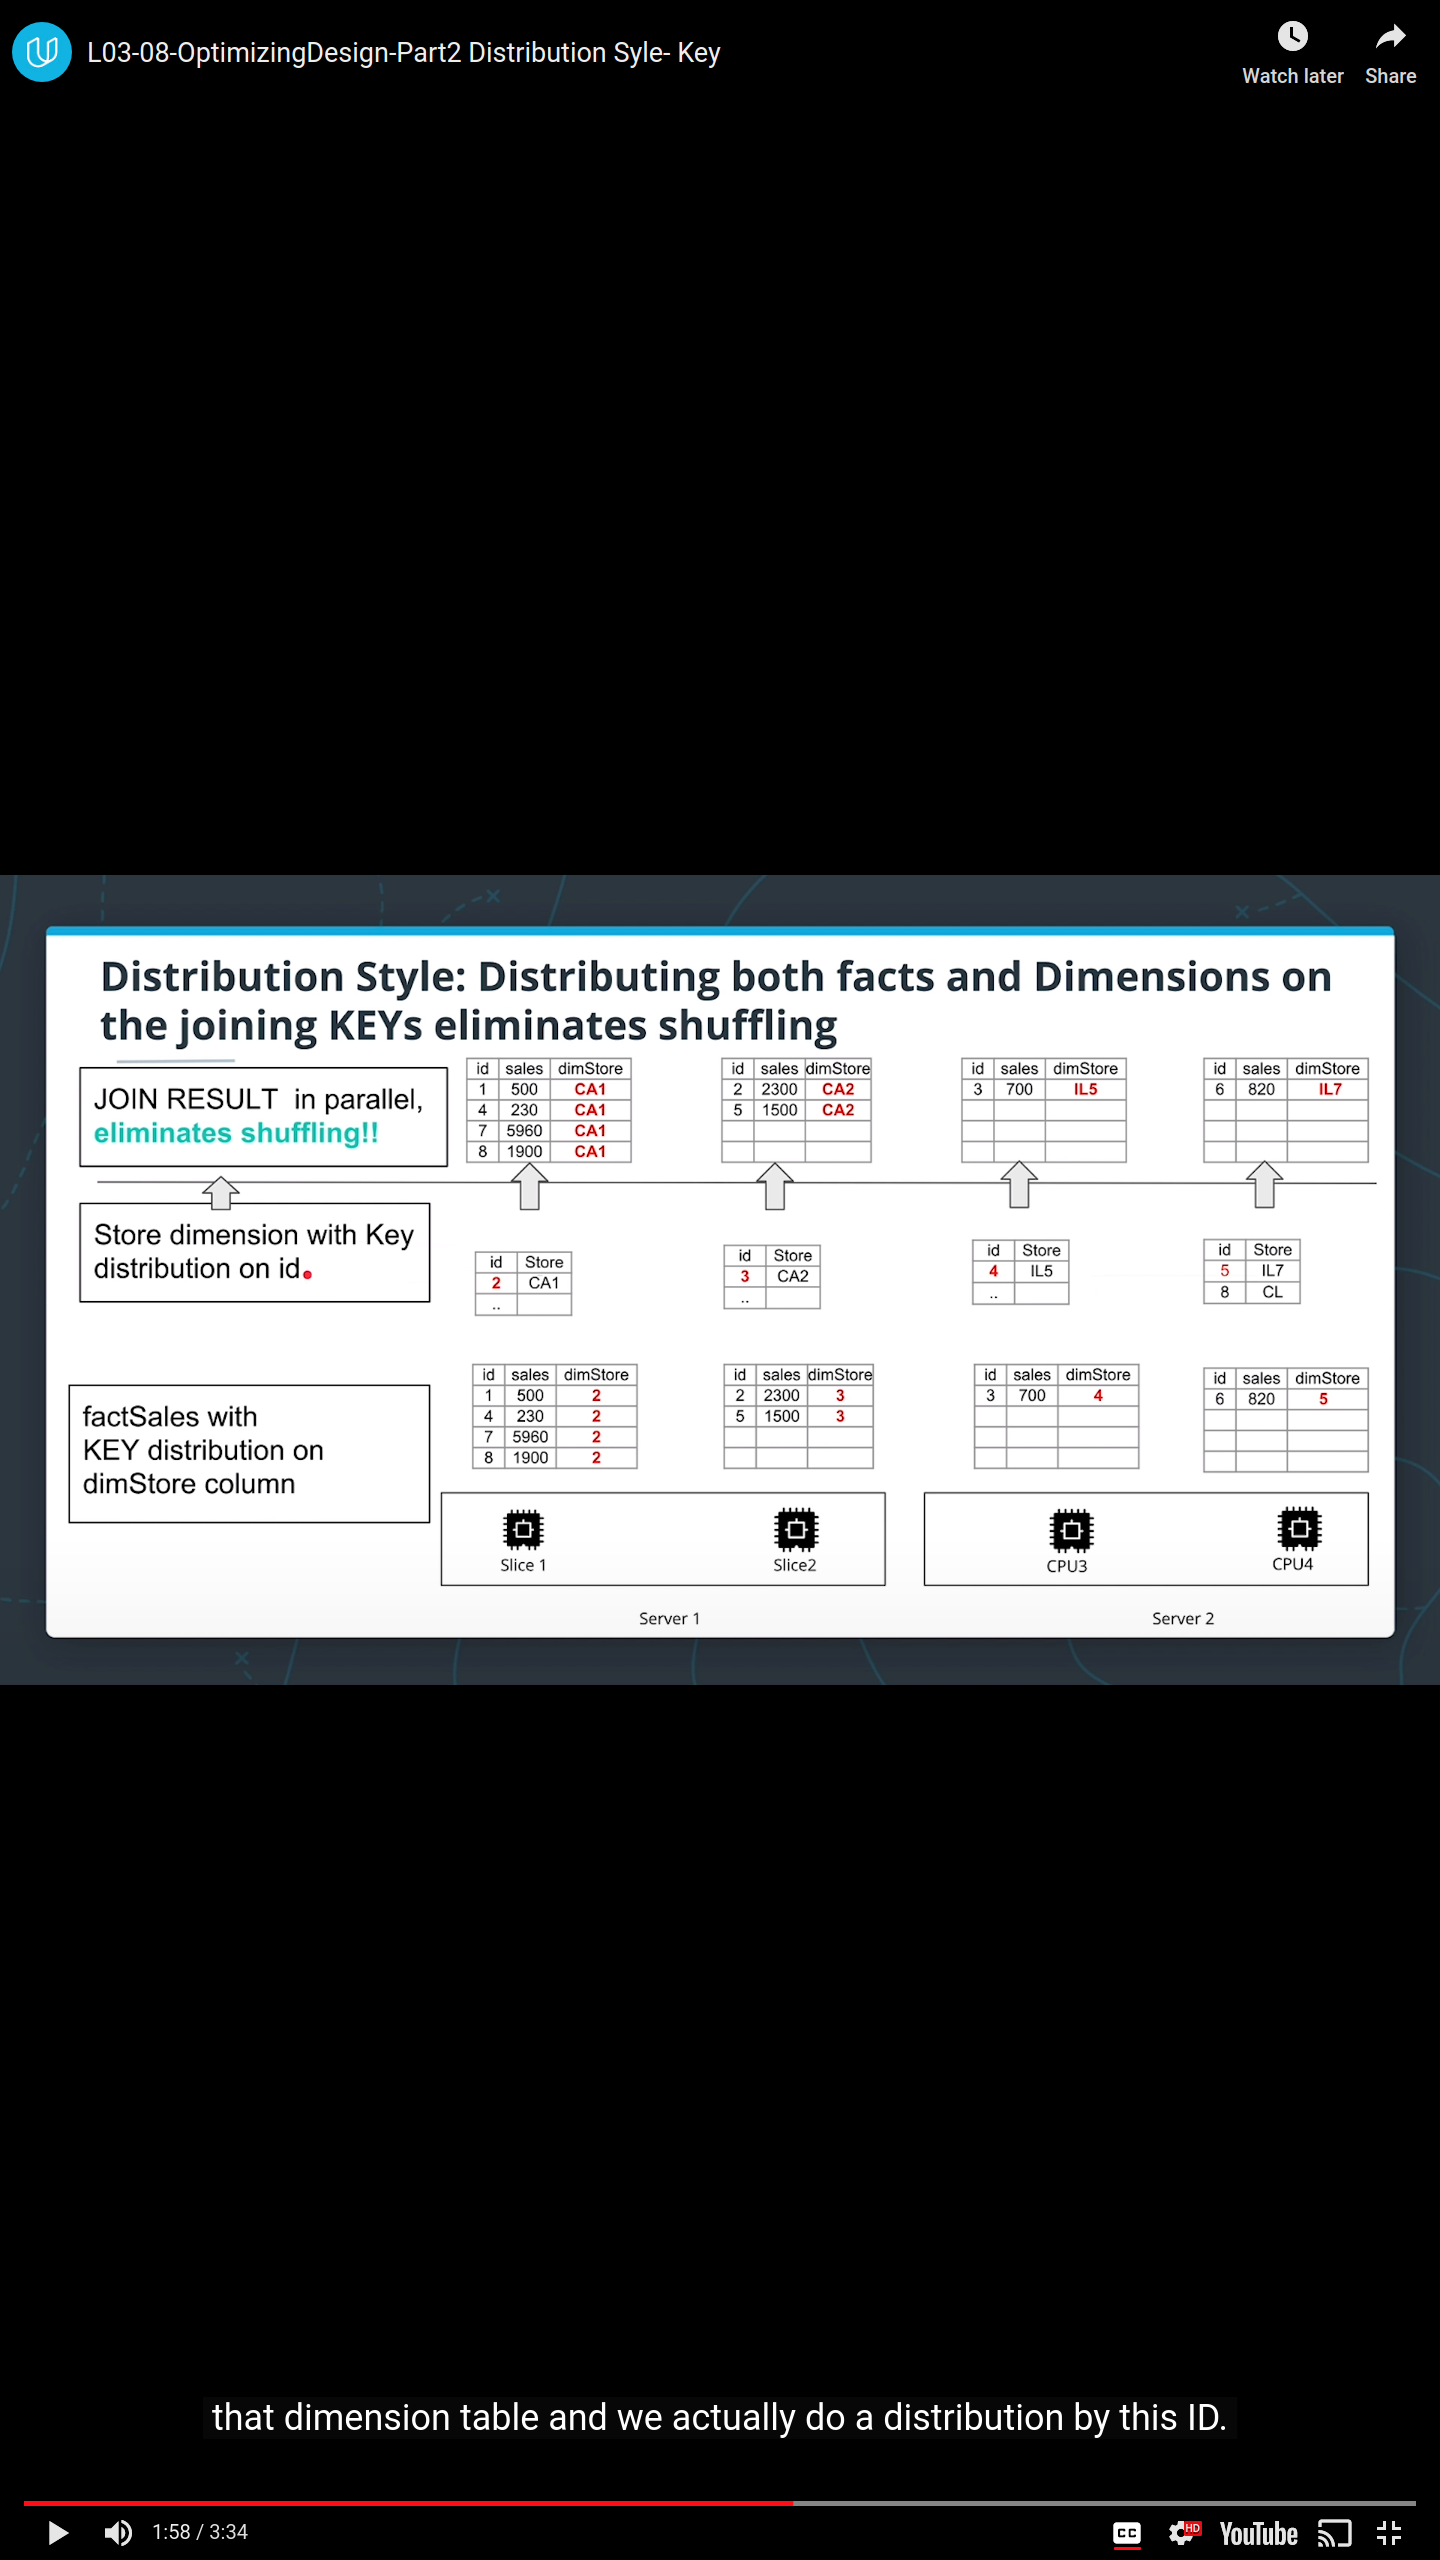 L03-08-OptimizingDesign-Part2 Distribution Syle- Key
Watch later
Share
Distribution Style: Distributing both facts and Dimensions on
the joining KEYs eliminates shuffling
JOIN RESULT in parallel,
eliminates shuffling!!
id sales dimStore
1 500 CA1
4 230 CA1
7 5960 CA1
8 1900 CA1
id sales dimStore
2 2300 CA2
5 1500 CA2
id sales dimStore
3 700 IL5
id sales dimStore
6 820 IL7
Store dimension with Key
distribution on id.
id Store
2 CA1
..
id Store
3 CA2
..
id Store
4 IL5
..
id Store
5 IL7
8 CL
factSales with
KEY distribution on
dimStore column
id sales dimStore
1 500 2
4 230 2
7 5960 2
8 1900 2
id sales dimStore
2 2300 3
5 1500 3
id sales dimStore
3 700 4
id sales dimStore
6 820 5
Slice 1
Slice2
CPU3
CPU4
Server 1
Server 2
that dimension table and we actually do a distribution by this ID.
1:58 / 3:34
CC
HD
YouTube